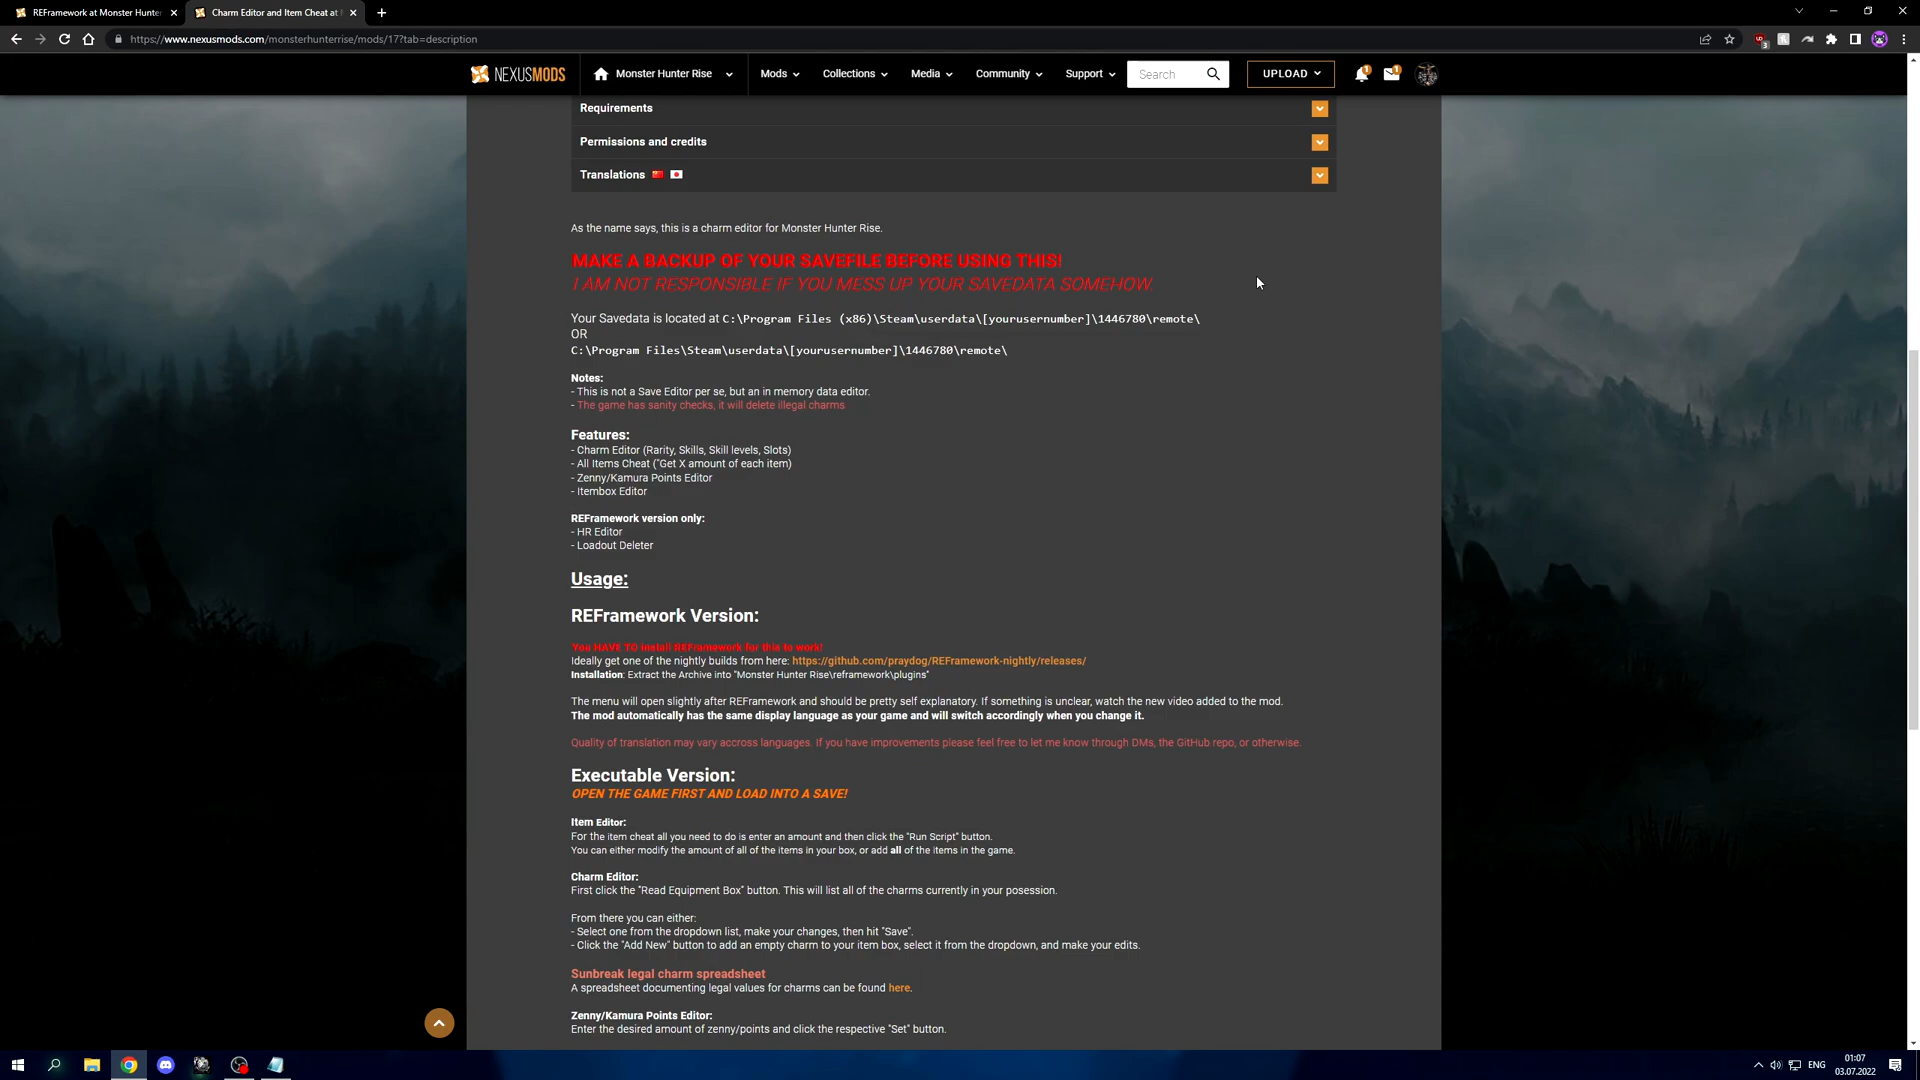 REFramework at Monster Hunter
Charm Editor and Item Cheat at
https://www.nexusmods.com/monsterhunterrise/mods/17?tab=description
3
NEXUSMODS
Monster Hunter Rise
Mods
Collections
Media
Community
Support
Search
UPLOAD
1
1
Requirements
Permissions and credits
Translations
As the name says, this is a charm editor for Monster Hunter Rise.
MAKE A BACKUP OF YOUR SAVEFILE BEFORE USING THIS!
I AM NOT RESPONSIBLE IF YOU MESS UP YOUR SAVEDATA SOMEHOW.
Your Savedata is located at C:\Program Files (x86)\Steam\userdata\[yourusernumber]\1446780\remote\
OR
C:\Program Files\Steam\userdata\[yourusernumber]\1446780\remote\
Notes:
- This is not a Save Editor per se, but an in memory data editor.
- The game has sanity checks, it will delete illegal charms
Features:
- Charm Editor (Rarity, Skills, Skill levels, Slots)
- All Items Cheat ("Get X amount of each item)
- Zenny/Kamura Points Editor
- Itembox Editor
REFramework version only:
- HR Editor
- Loadout Deleter
Usage:
REFramework Version:
You HAVE TO install REFramework for this to work!
Ideally get one of the nightly builds from here: https://github.com/praydog/REFramework-nightly/releases/
Installation: Extract the Archive into "Monster Hunter Rise\reframework\plugins"
The menu will open slightly after REFramework and should be pretty self explanatory. If something is unclear, watch the new video added to the mod.
The mod automatically has the same display language as your game and will switch accordingly when you change it.
Quality of translation may vary accross languages. If you have improvements please feel free to let me know through DMs, the GitHub repo, or otherwise.
Executable Version:
OPEN THE GAME FIRST AND LOAD INTO A SAVE!
Item Editor:
For the item cheat all you need to do is enter an amount and then click the "Run Script" button.
You can either modify the amount of all of the items in your box, or add all of the items in the game.
Charm Editor:
First click the "Read Equipment Box" button. This will list all of the charms currently in your posession.
From there you can either:
- Select one from the dropdown list, make your changes, then hit "Save".
- Click the "Add New" button to add an empty charm to your item box, select it from the dropdown, and make your edits.
Sunbreak legal charm spreadsheet
A spreadsheet documenting legal values for charms can be found here.
Zenny/Kamura Points Editor:
Enter the desired amount of zenny/points and click the respective "Set" button.
ENG
01:07
03.07.2022